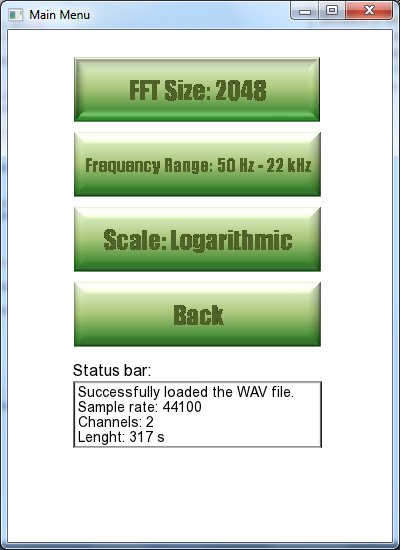 Main Menu
FFT Size: 2048
Frequency Range: 50 Hz - 22 kHz
Scale: Logarithmic
Back
Status bar:
Successfully loaded the WAV file.
Sample rate: 44100
Channels: 2
Lenght: 317 s